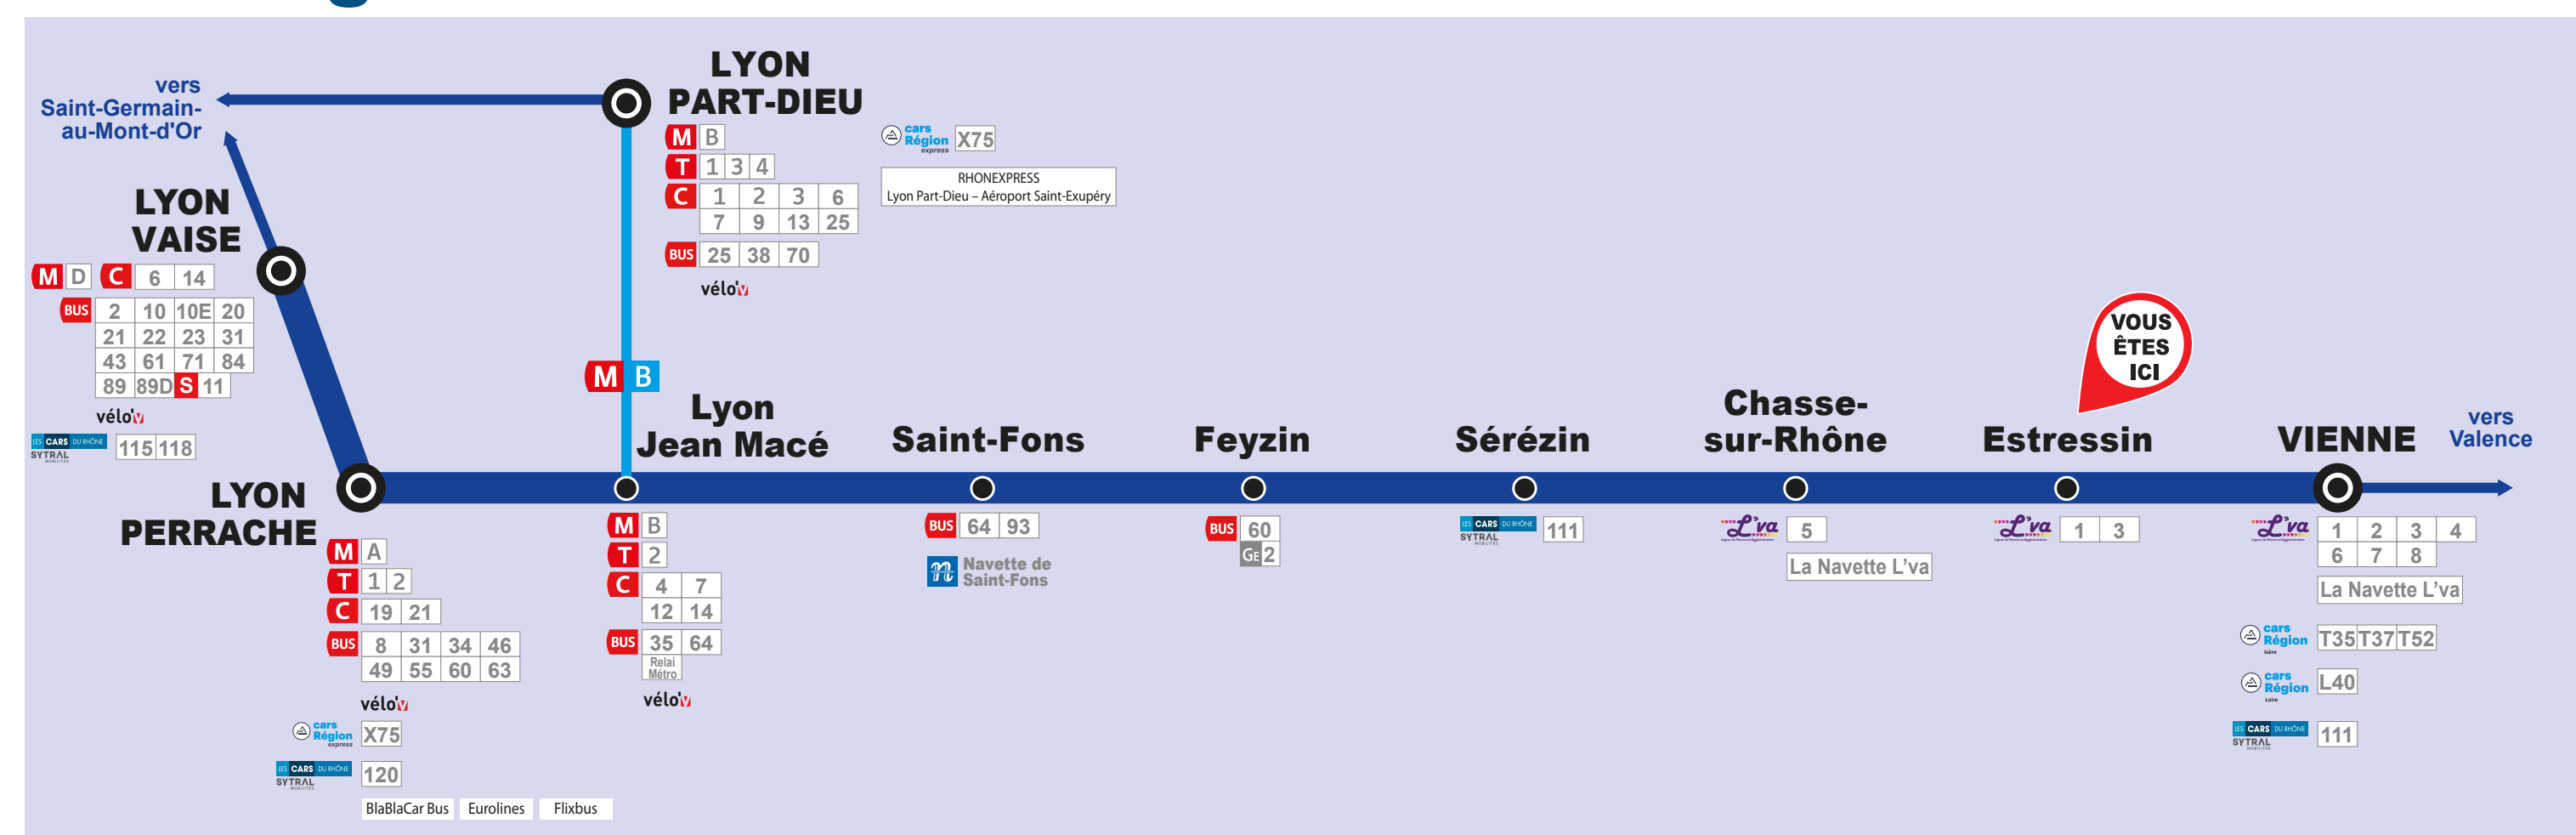 vers
Saint-Germain-
au-Mont-d'Or
LYON
PART-DIEU
M B
T 1 3 4
C 1 2 3 6
7 9 13 25
BUS 25 38 70
vélo'v
cars
Région
express
X75
RHONEXPRESS
Lyon Part-Dieu – Aéroport Saint-Exupéry
LYON
VAISE
M D C 6 14
BUS 2 10 10E 20
21 22 23 31
43 61 71 84
89 89D S 11
vélo'v
LES CARS DU RHÔNE
SYTRAL
MOBILITÉS
115 118
M B
LYON
PERRACHE
M A
T 1 2
C 19 21
BUS 8 31 34 46
49 55 60 63
vélo'v
cars
Région
express
X75
LES CARS DU RHÔNE
SYTRAL
MOBILITÉS
120
BlaBlaCar Bus Eurolines Flixbus
Lyon
Jean Macé
M B
T 2
C 4 7
12 14
BUS 35 64
Relai
Métro
vélo'v
Saint-Fons
BUS 64 93
n
Navette de
Saint-Fons
Feyzin
BUS 60
GE 2
Sérézin
LES CARS DU RHÔNE
SYTRAL
MOBILITÉS
111
Chasse-
sur-Rhône
L'va 5
La Navette L'va
VOUS
ÊTES
ICI
Estressin
L'va 1 3
VIENNE
L'va 1 2 3 4
6 7 8
La Navette L'va
cars
Région
Isère
T35 T37 T52
cars
Région
Loire
L40
LES CARS DU RHÔNE
SYTRAL
MOBILITÉS
111
vers
Valence